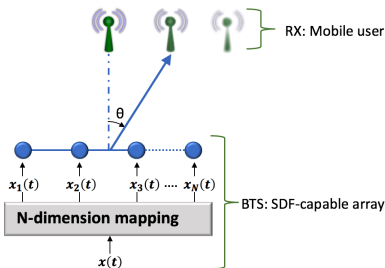 RX: Mobile user
θ
x₁(t) x₂(t) x₃(t) .... x_N(t)
BTS: SDF-capable array
N-dimension mapping
x(t)